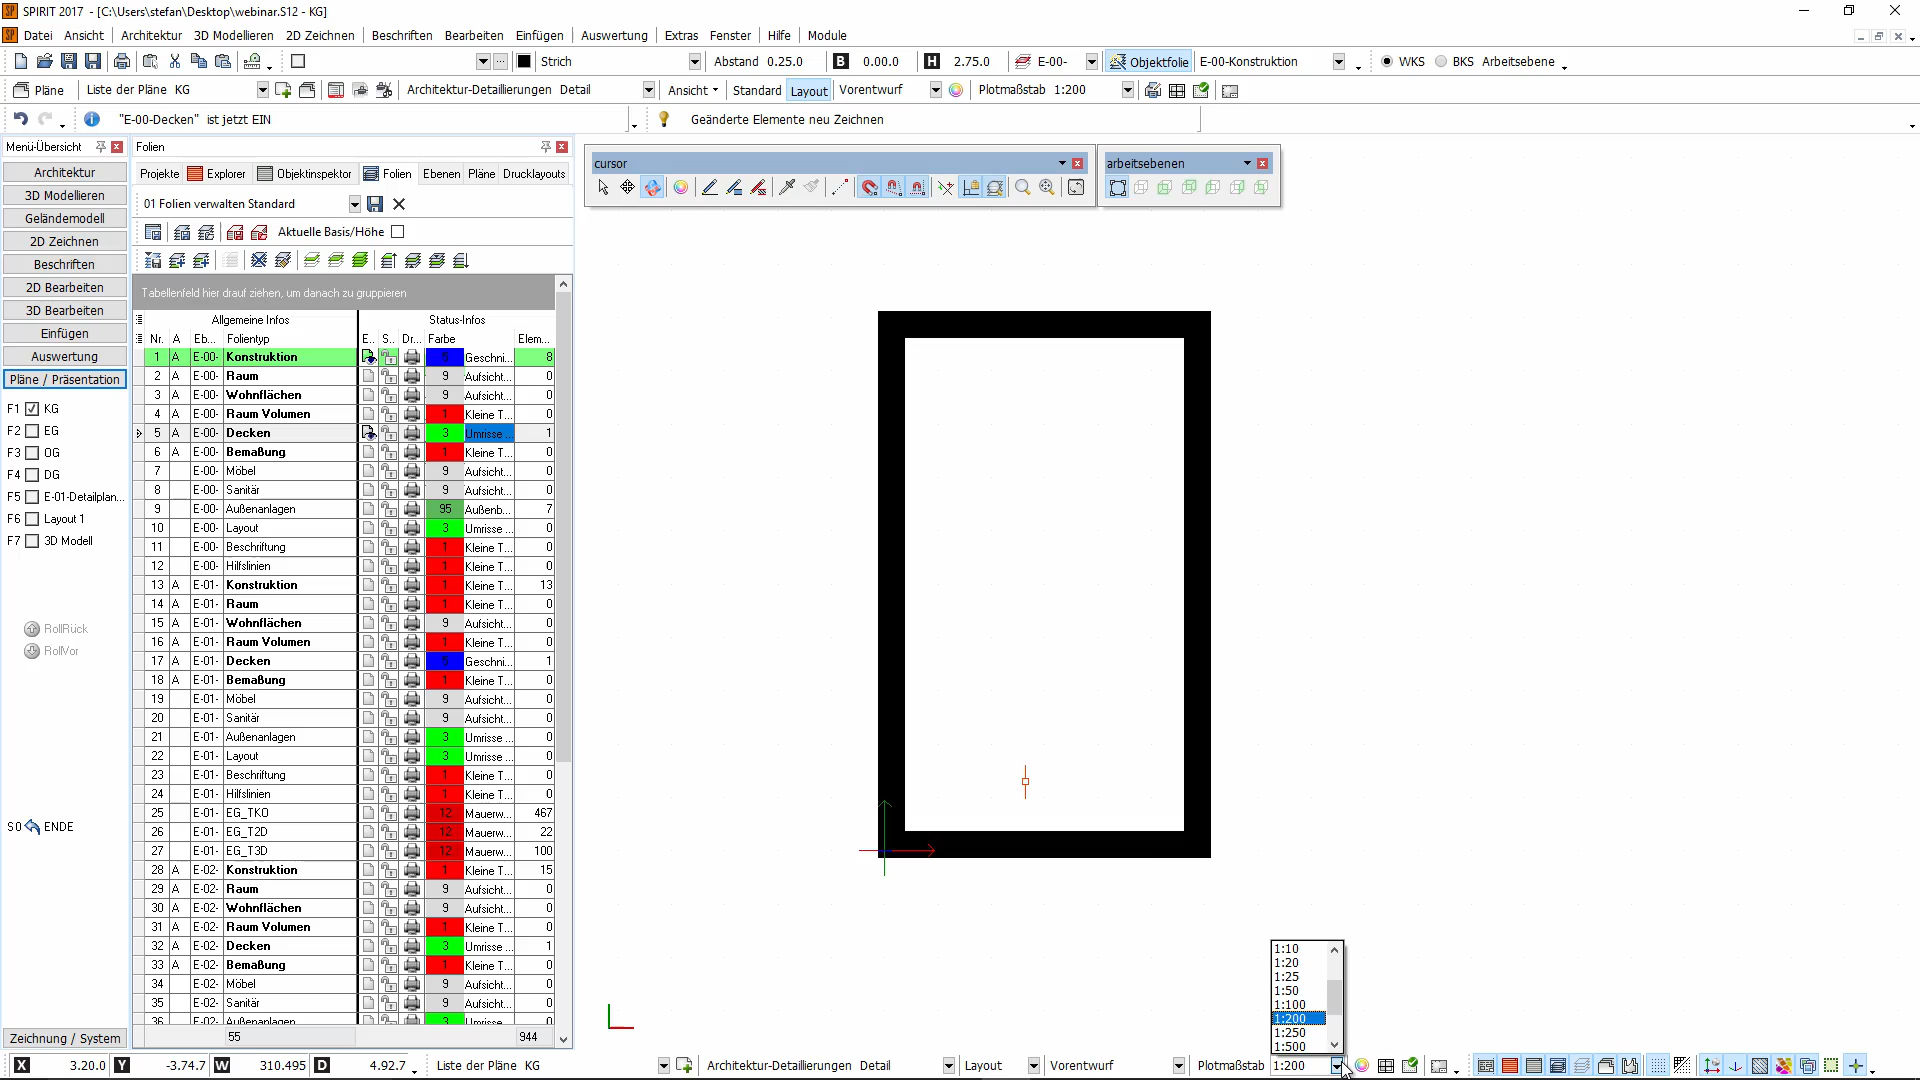 SPIRIT 2017 - [C:\Users\stefan\Desktop\webinar.S12 - KG]
Datei Ansicht Architektur 3D Modellieren 2D Zeichnen Beschriften Bearbeiten Einfügen Auswertung Extras Fenster Hilfe Module
Strich Abstand 0.25.0 B 0.00.0 H 2.75.0 E-00- Objektfolie E-00-Konstruktion WKS BKS Arbeitsebene
Pläne Liste der Pläne KG Architektur-Detaillierungen Detail Ansicht Standard Layout Vorentwurf Plotmaßstab 1:200
"E-00-Decken" ist jetzt EIN Geänderte Elemente neu Zeichnen
Menü-Übersicht Folien
cursor arbeitsebenen
Projekte Explorer Objektinspektor Folien Ebenen Pläne Drucklayouts
01 Folien verwalten Standard
Aktuelle Basis/Höhe
Tabellenfeld hier drauf ziehen, um danach zu gruppieren
Allgemeine Infos Status-Infos
Nr. A Eb... Folientyp E.. S.. Dr... Farbe Elem...
1 A E-00- Konstruktion 5 Geschni... 8
2 A E-00- Raum 9 Aufsicht... 0
3 A E-00- Wohnflächen 9 Aufsicht... 0
4 A E-00- Raum Volumen 1 Kleine T... 0
5 A E-00- Decken 3 Umrisse ... 1
6 A E-00- Bemaßung 1 Kleine T... 0
7 E-00- Möbel 9 Aufsicht... 0
8 E-00- Sanitär 9 Aufsicht... 0
9 E-00- Außenanlagen 95 Außenb... 7
10 E-00- Layout 3 Umrisse ... 0
11 E-00- Beschriftung 1 Kleine T... 0
12 E-00- Hilfslinien 1 Kleine T... 0
13 A E-01- Konstruktion 1 Kleine T... 13
14 A E-01- Raum 1 Kleine T... 0
15 A E-01- Wohnflächen 9 Aufsicht... 0
16 A E-01- Raum Volumen 1 Kleine T... 0
17 A E-01- Decken 5 Geschni... 1
18 A E-01- Bemaßung 1 Kleine T... 0
19 E-01- Möbel 9 Aufsicht... 0
20 E-01- Sanitär 9 Aufsicht... 0
21 E-01- Außenanlagen 3 Umrisse ... 0
22 E-01- Layout 3 Umrisse ... 0
23 E-01- Beschriftung 1 Kleine T... 0
24 E-01- Hilfslinien 1 Kleine T... 0
25 E-01- EG_TKO 12 Mauerw... 467
26 E-01- EG_T2D 12 Mauerw... 22
27 E-01- EG_T3D 12 Mauerw... 100
28 A E-02- Konstruktion 1 Kleine T... 15
29 A E-02- Raum 9 Aufsicht... 0
30 A E-02- Wohnflächen 9 Aufsicht... 0
31 A E-02- Raum Volumen 1 Kleine T... 0
32 A E-02- Decken 3 Umrisse ... 1
33 A E-02- Bemaßung 1 Kleine T... 0
34 E-02- Möbel 9 Aufsicht... 0
35 E-02- Sanitär 9 Aufsicht... 0
36 E-02- Außenanlagen 3 Umrisse ... 0
55 944
Architektur
3D Modellieren
Geländemodell
2D Zeichnen
Beschriften
2D Bearbeiten
3D Bearbeiten
Einfügen
Auswertung
Pläne / Präsentation
F1 KG
F2 EG
F3 OG
F4 DG
F5 E-01-Detailplan...
F6 Layout 1
F7 3D Modell
RollRück
RollVor
S0 ENDE
Zeichnung / System
1:10
1:20
1:25
1:50
1:100
1:200
1:250
1:500
X 3.20.0 Y -3.74.7 W 310.495 D 4.92.7 Liste der Pläne KG Architektur-Detaillierungen Detail Layout Vorentwurf Plotmaßstab 1:200